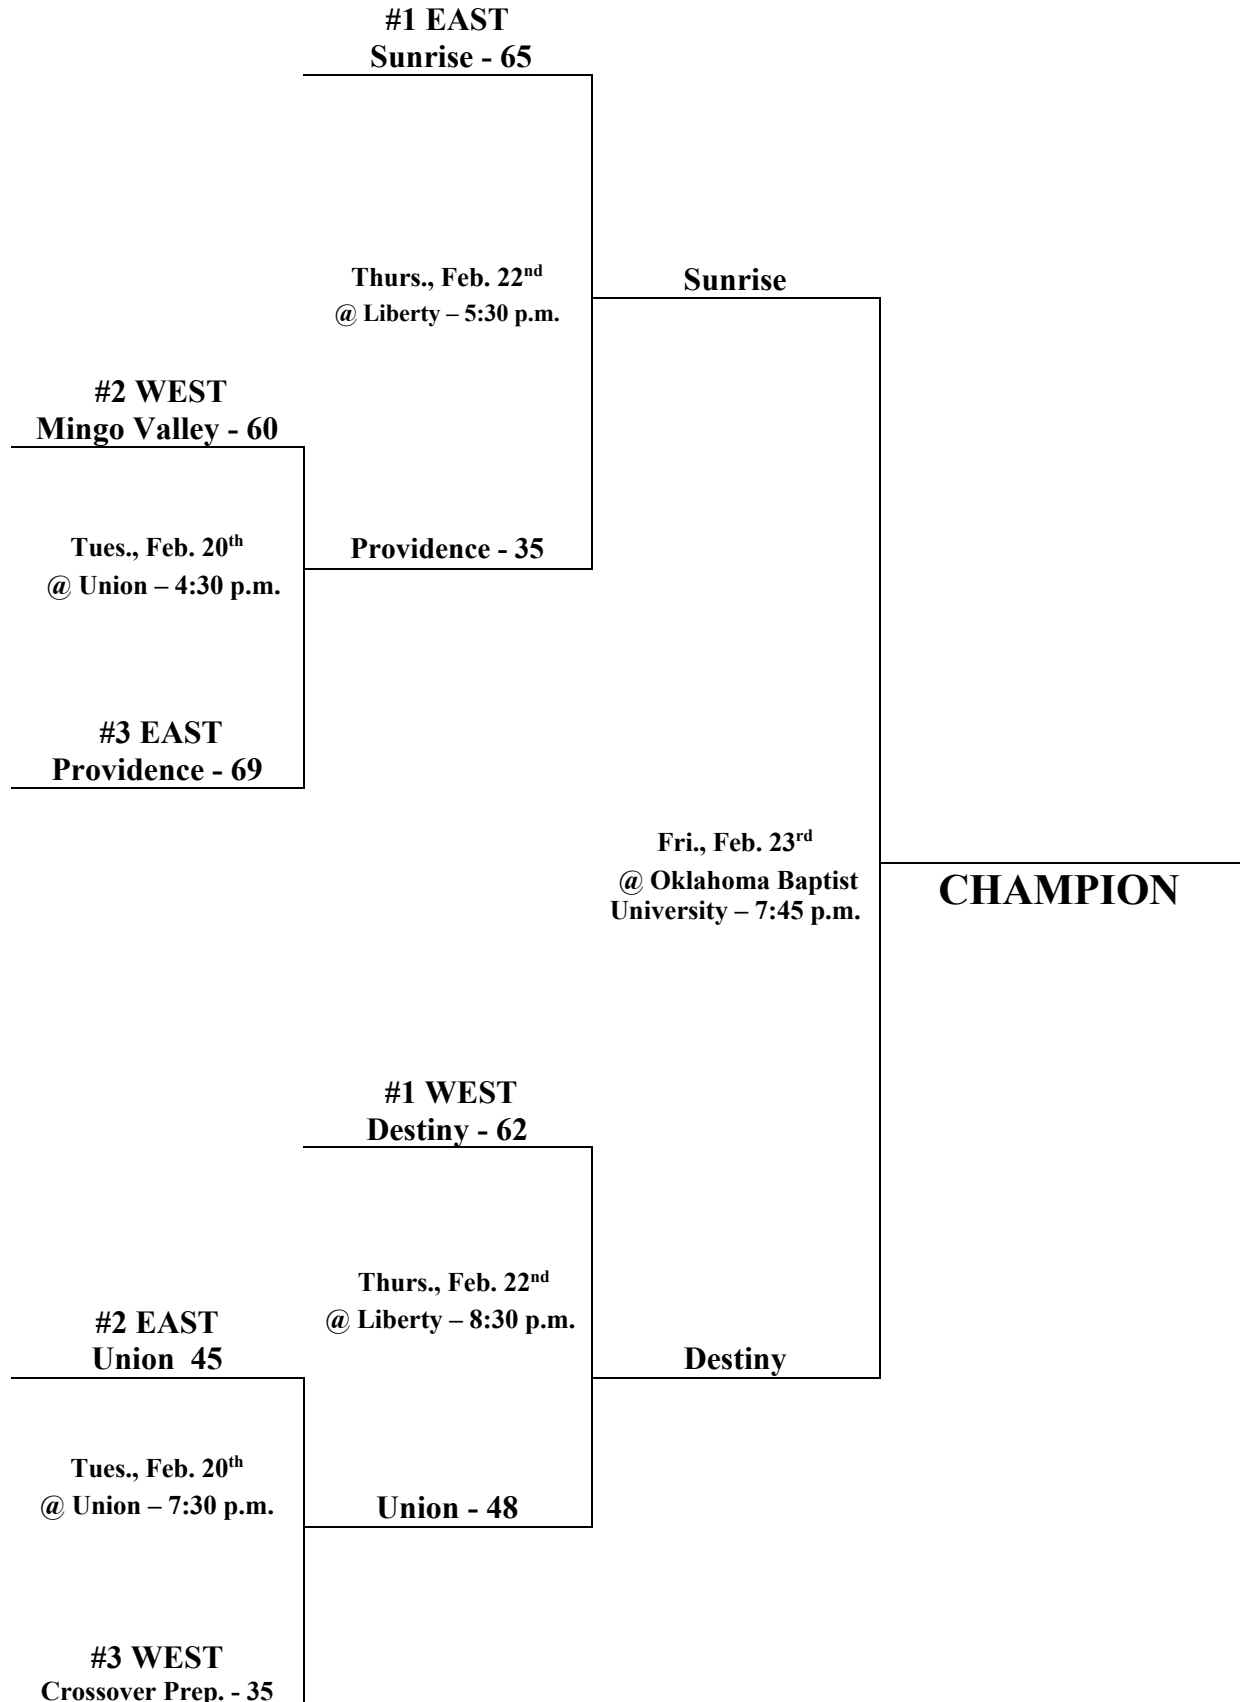 #1 EAST
Sunrise - 65
Thurs., Feb. 22nd
@ Liberty – 5:30 p.m.
Sunrise
#2 WEST
Mingo Valley - 60
Tues., Feb. 20th
@ Union – 4:30 p.m.
Providence - 35
#3 EAST
Providence - 69
Fri., Feb. 23rd
@ Oklahoma Baptist
University – 7:45 p.m.
CHAMPION
#1 WEST
Destiny - 62
Thurs., Feb. 22nd
@ Liberty – 8:30 p.m.
#2 EAST
Union 45
Destiny
Tues., Feb. 20th
@ Union – 7:30 p.m.
Union - 48
#3 WEST
Crossover Prep. - 35